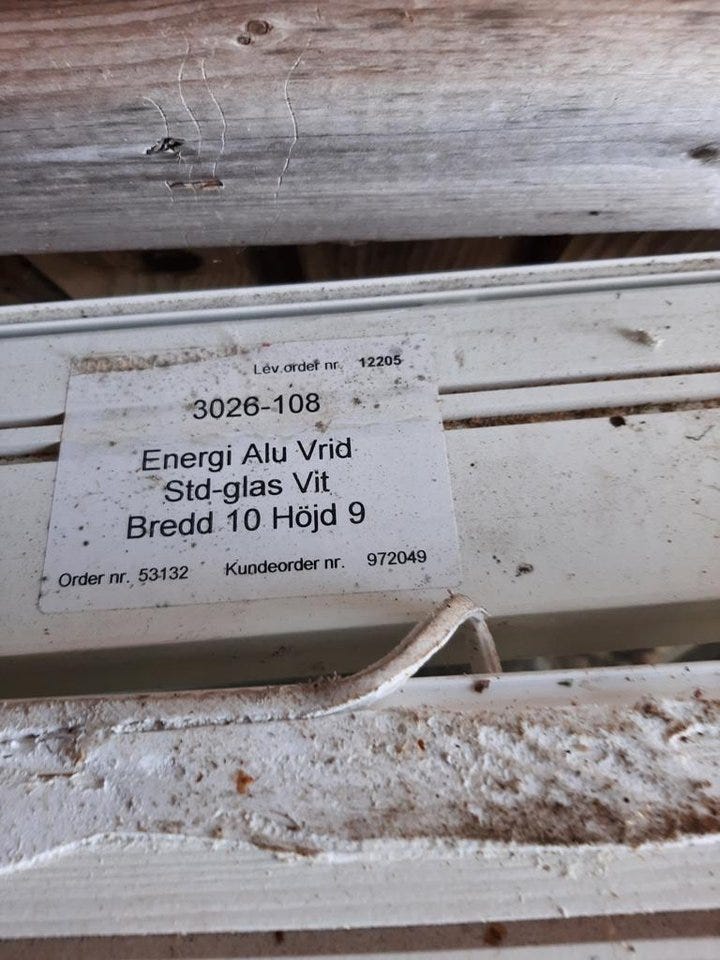 Lev.order nr. 12205
3026-108
Energi Alu Vrid
Std-glas Vit
Bredd 10 Höjd 9
Order nr. 53132 Kundeorder nr. 972049